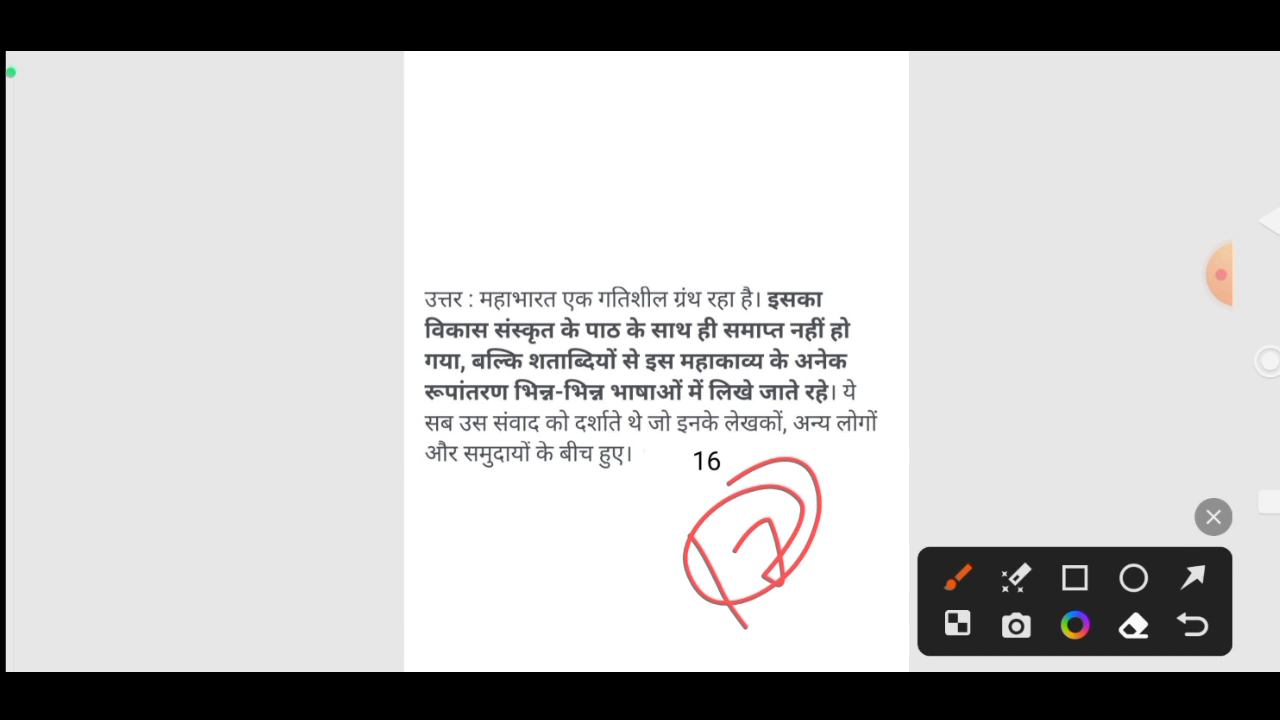 उत्तर : महाभारत एक गतिशील ग्रंथ रहा है। इसका
विकास संस्कृत के पाठ के साथ ही समाप्त नहीं हो
गया, बल्कि शताब्दियों से इस महाकाव्य के अनेक
रूपांतरण भिन्न-भिन्न भाषाओं में लिखे जाते रहे। ये
सब उस संवाद को दर्शाते थे जो इनके लेखकों, अन्य लोगों
और समुदायों के बीच हुए।
16